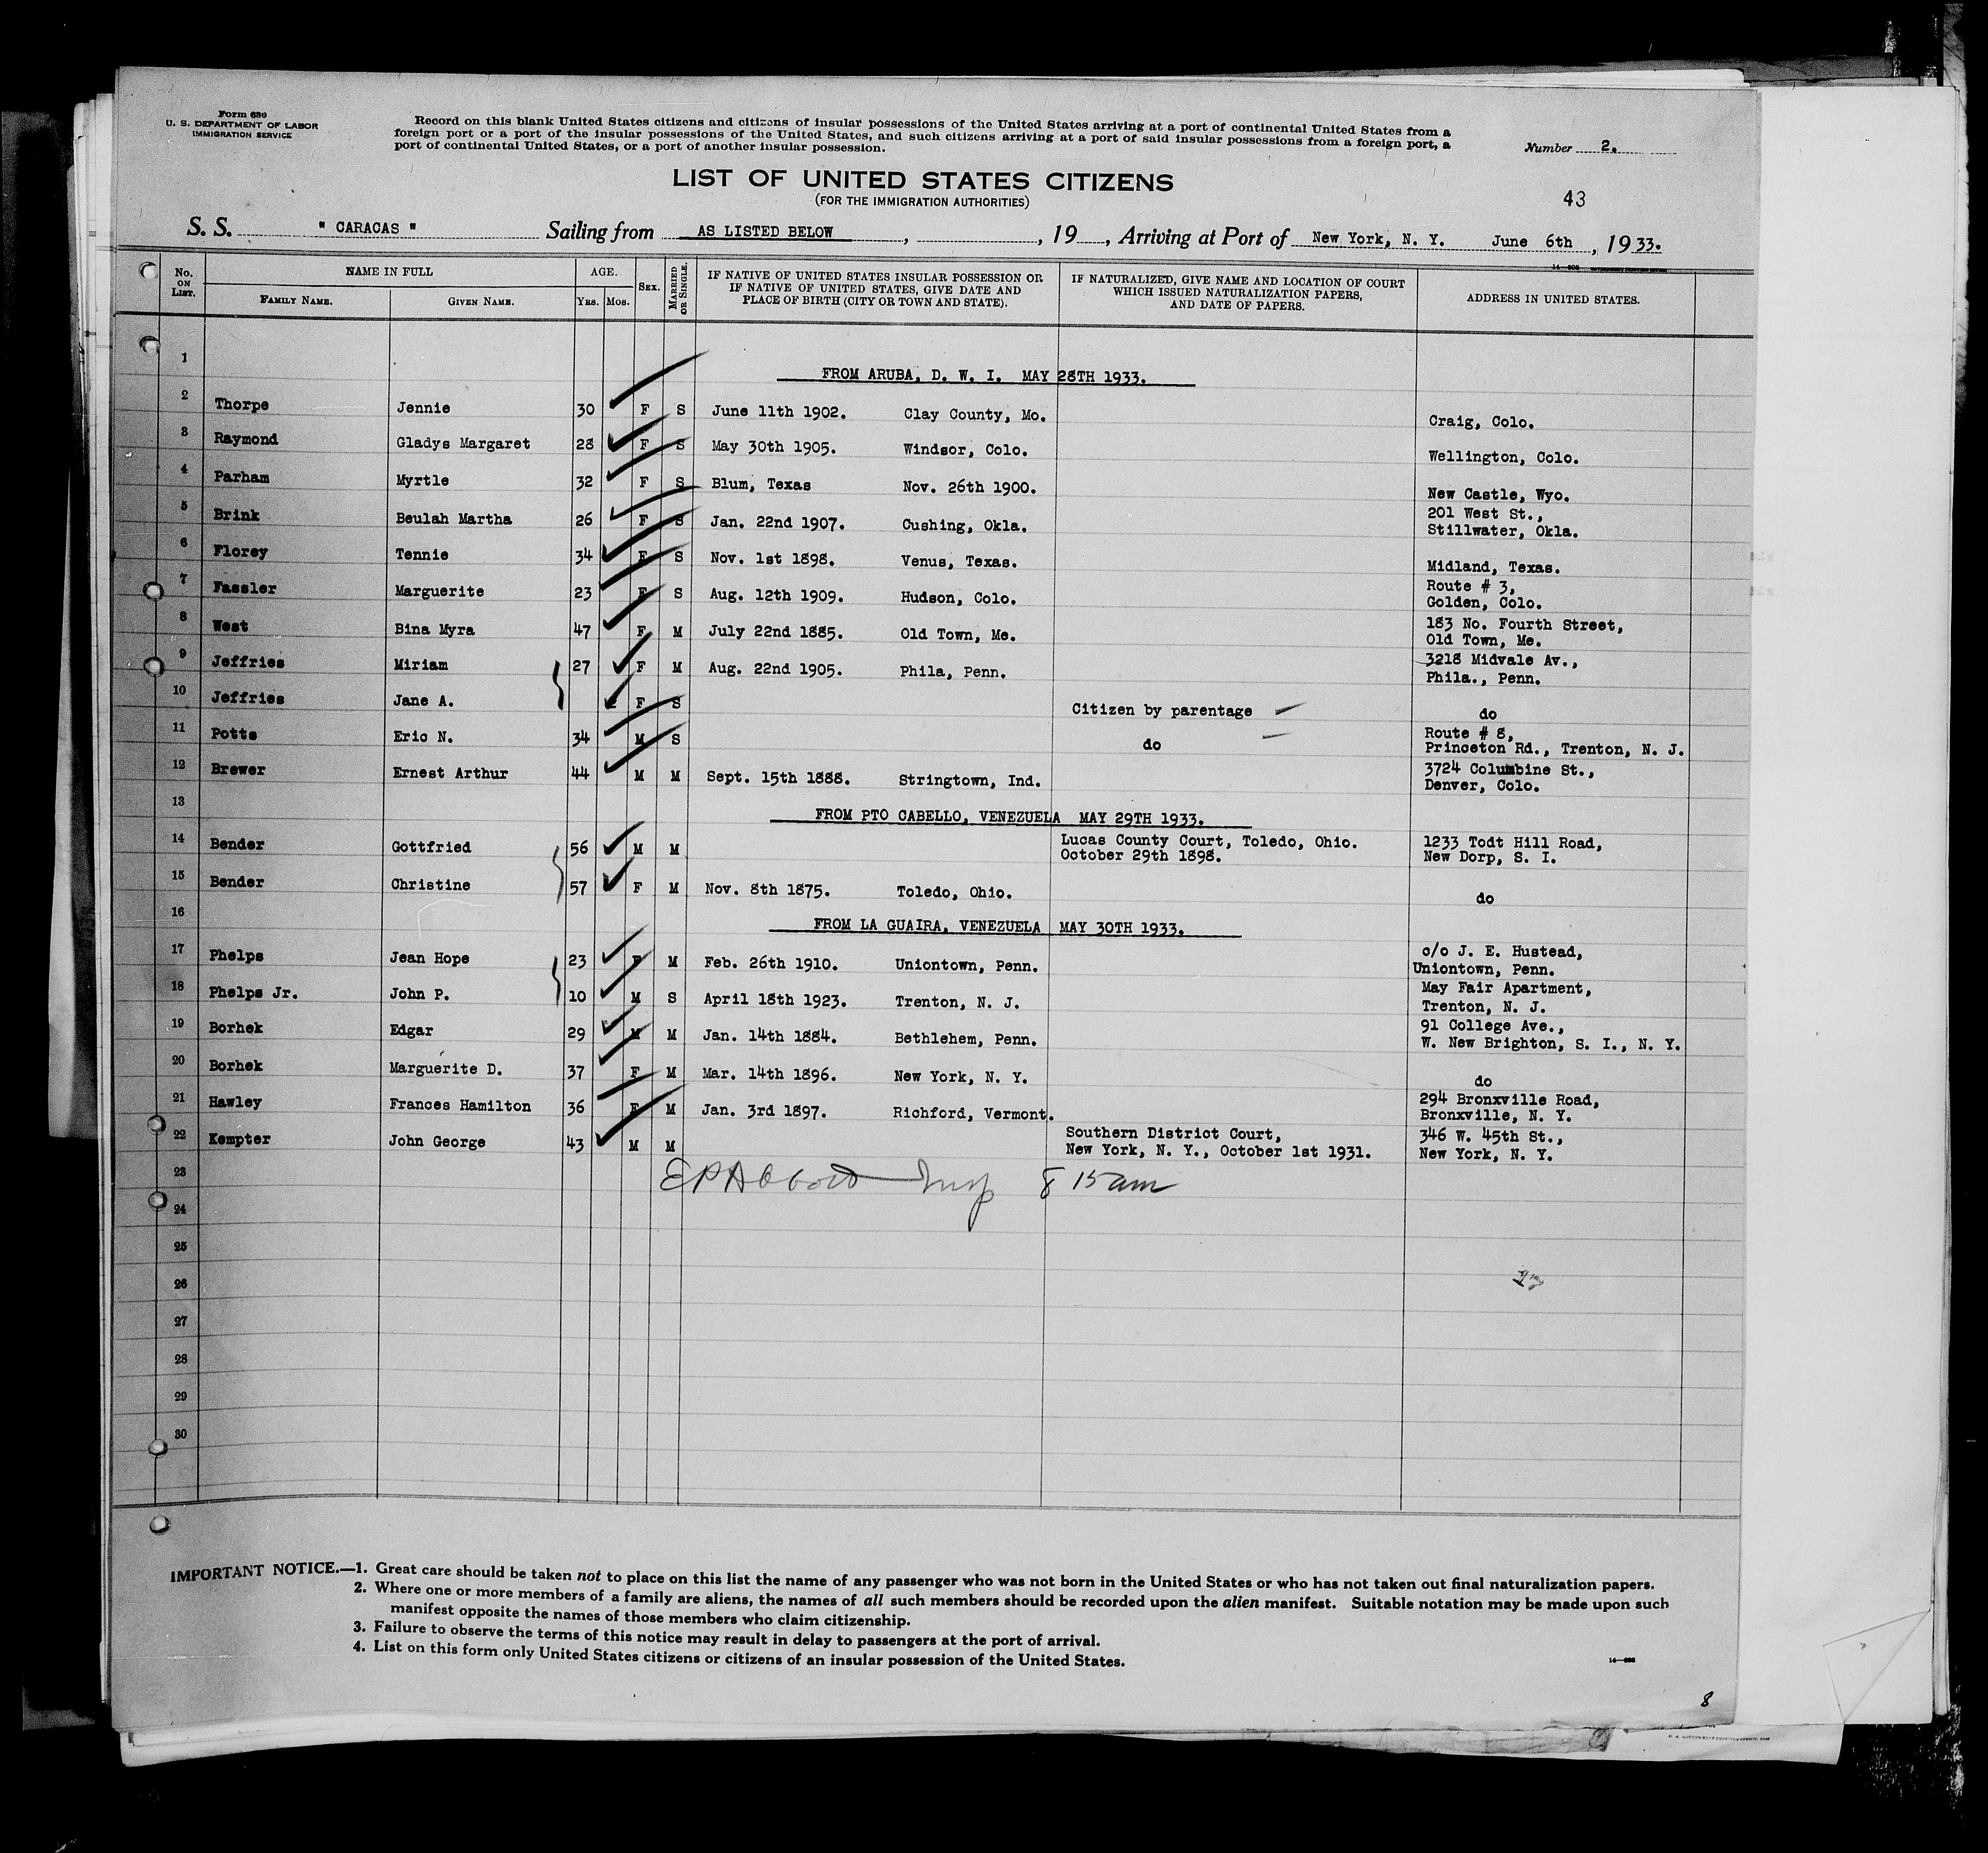 Form 630
U. S. DEPARTMENT OF LABOR
IMMIGRATION SERVICE
Record on this blank United States citizens and citizens of insular possessions of the United States arriving at a port of continental United States from a
foreign port or a port of the insular possessions of the United States, and such citizens arriving at a port of said insular possessions from a foreign port, a
port of continental United States, or a port of another insular possession.
Number 2.
LIST OF UNITED STATES CITIZENS
(FOR THE IMMIGRATION AUTHORITIES)
43
S. S. " CARACAS " Sailing from AS LISTED BELOW , , 19 , Arriving at Port of New York, N. Y. June 6th , 1933.
No. ON LIST. NAME IN FULL FAMILY NAME. GIVEN NAME. AGE. YRS. MOS. SEX. MARRIED OR SINGLE. IF NATIVE OF UNITED STATES INSULAR POSSESSION OR IF NATIVE OF UNITED STATES, GIVE DATE AND PLACE OF BIRTH (CITY OR TOWN AND STATE). IF NATURALIZED, GIVE NAME AND LOCATION OF COURT WHICH ISSUED NATURALIZATION PAPERS, AND DATE OF PAPERS. ADDRESS IN UNITED STATES.
1 FROM ARUBA, D. W. I. MAY 28TH 1933.
2 Thorpe Jennie 30 F S June 11th 1902. Clay County, Mo. Craig, Colo.
3 Raymond Gladys Margaret 28 F S May 30th 1905. Windsor, Colo. Wellington, Colo.
4 Parham Myrtle 32 F S Blum, Texas Nov. 26th 1900. New Castle, Wyo.
5 Brink Beulah Martha 26 F S Jan. 22nd 1907. Cushing, Okla. 201 West St., Stillwater, Okla.
6 Florey Tennie 34 F S Nov. 1st 1898. Venus, Texas. Midland, Texas.
7 Fassler Marguerite 23 F S Aug. 12th 1909. Hudson, Colo. Route # 3, Golden, Colo.
8 West Bina Myra 47 F M July 22nd 1885. Old Town, Me. 183 No. Fourth Street, Old Town, Me.
9 Jeffries Miriam 27 F M Aug. 22nd 1905. Phila, Penn. 3218 Midvale Av., Phila., Penn.
10 Jeffries Jane A. F S Citizen by parentage do
11 Potts Eric N. 34 M S do Route # 8, Princeton Rd., Trenton, N. J.
12 Brewer Ernest Arthur 44 M M Sept. 15th 1888. Stringtown, Ind. 3724 Columbine St., Denver, Colo.
13 FROM PTO CABELLO, VENEZUELA MAY 29TH 1933.
14 Bender Gottfried 56 M M Lucas County Court, Toledo, Ohio. October 29th 1898. 1233 Todt Hill Road, New Dorp, S. I.
15 Bender Christine 57 F M Nov. 8th 1875. Toledo, Ohio. do
16 FROM LA GUAIRA, VENEZUELA MAY 30TH 1933.
17 Phelps Jean Hope 23 F M Feb. 26th 1910. Uniontown, Penn. c/o J. E. Hustead, Uniontown, Penn.
18 Phelps Jr. John P. 10 M S April 18th 1923. Trenton, N. J. May Fair Apartment, Trenton, N. J.
19 Borhek Edgar 29 M M Jan. 14th 1884. Bethlehem, Penn. 91 College Ave., W. New Brighton, S. I., N. Y.
20 Borhek Marguerite D. 37 F M Mar. 14th 1896. New York, N. Y. do
21 Hawley Frances Hamilton 36 F M Jan. 3rd 1897. Richford, Vermont. 294 Bronxville Road, Bronxville, N. Y.
22 Kempter John George 43 M M Southern District Court, New York, N. Y., October 1st 1931. 346 W. 45th St., New York, N. Y.
23 EPAbbott Insp 8 15 am
24
25
26
27
28
29
30
IMPORTANT NOTICE.—1. Great care should be taken not to place on this list the name of any passenger who was not born in the United States or who has not taken out final naturalization papers.
2. Where one or more members of a family are aliens, the names of all such members should be recorded upon the alien manifest. Suitable notation may be made upon such
manifest opposite the names of those members who claim citizenship.
3. Failure to observe the terms of this notice may result in delay to passengers at the port of arrival.
4. List on this form only United States citizens or citizens of an insular possession of the United States.
8